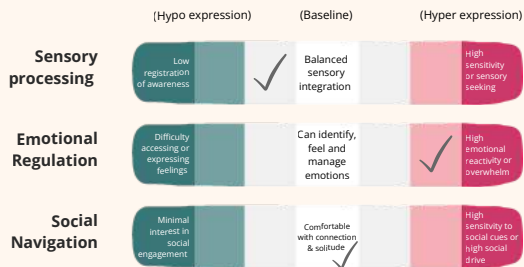 (Hypo expression) (Baseline) (Hyper expression)
Sensory
processing
Low
registration
of awareness
Balanced
sensory
integration
High
sensitivity
or sensory
seeking
Emotional
Regulation
Difficulty
accessing or
expressing
feelings
Can identify,
feel and
manage
emotions
High
emotional
reactivity or
overwhelm
Social
Navigation
Minimal
interest in
social
engagement
Comfortable
with connection
& solitude
High
sensitvity to
social cues or
high social
drive